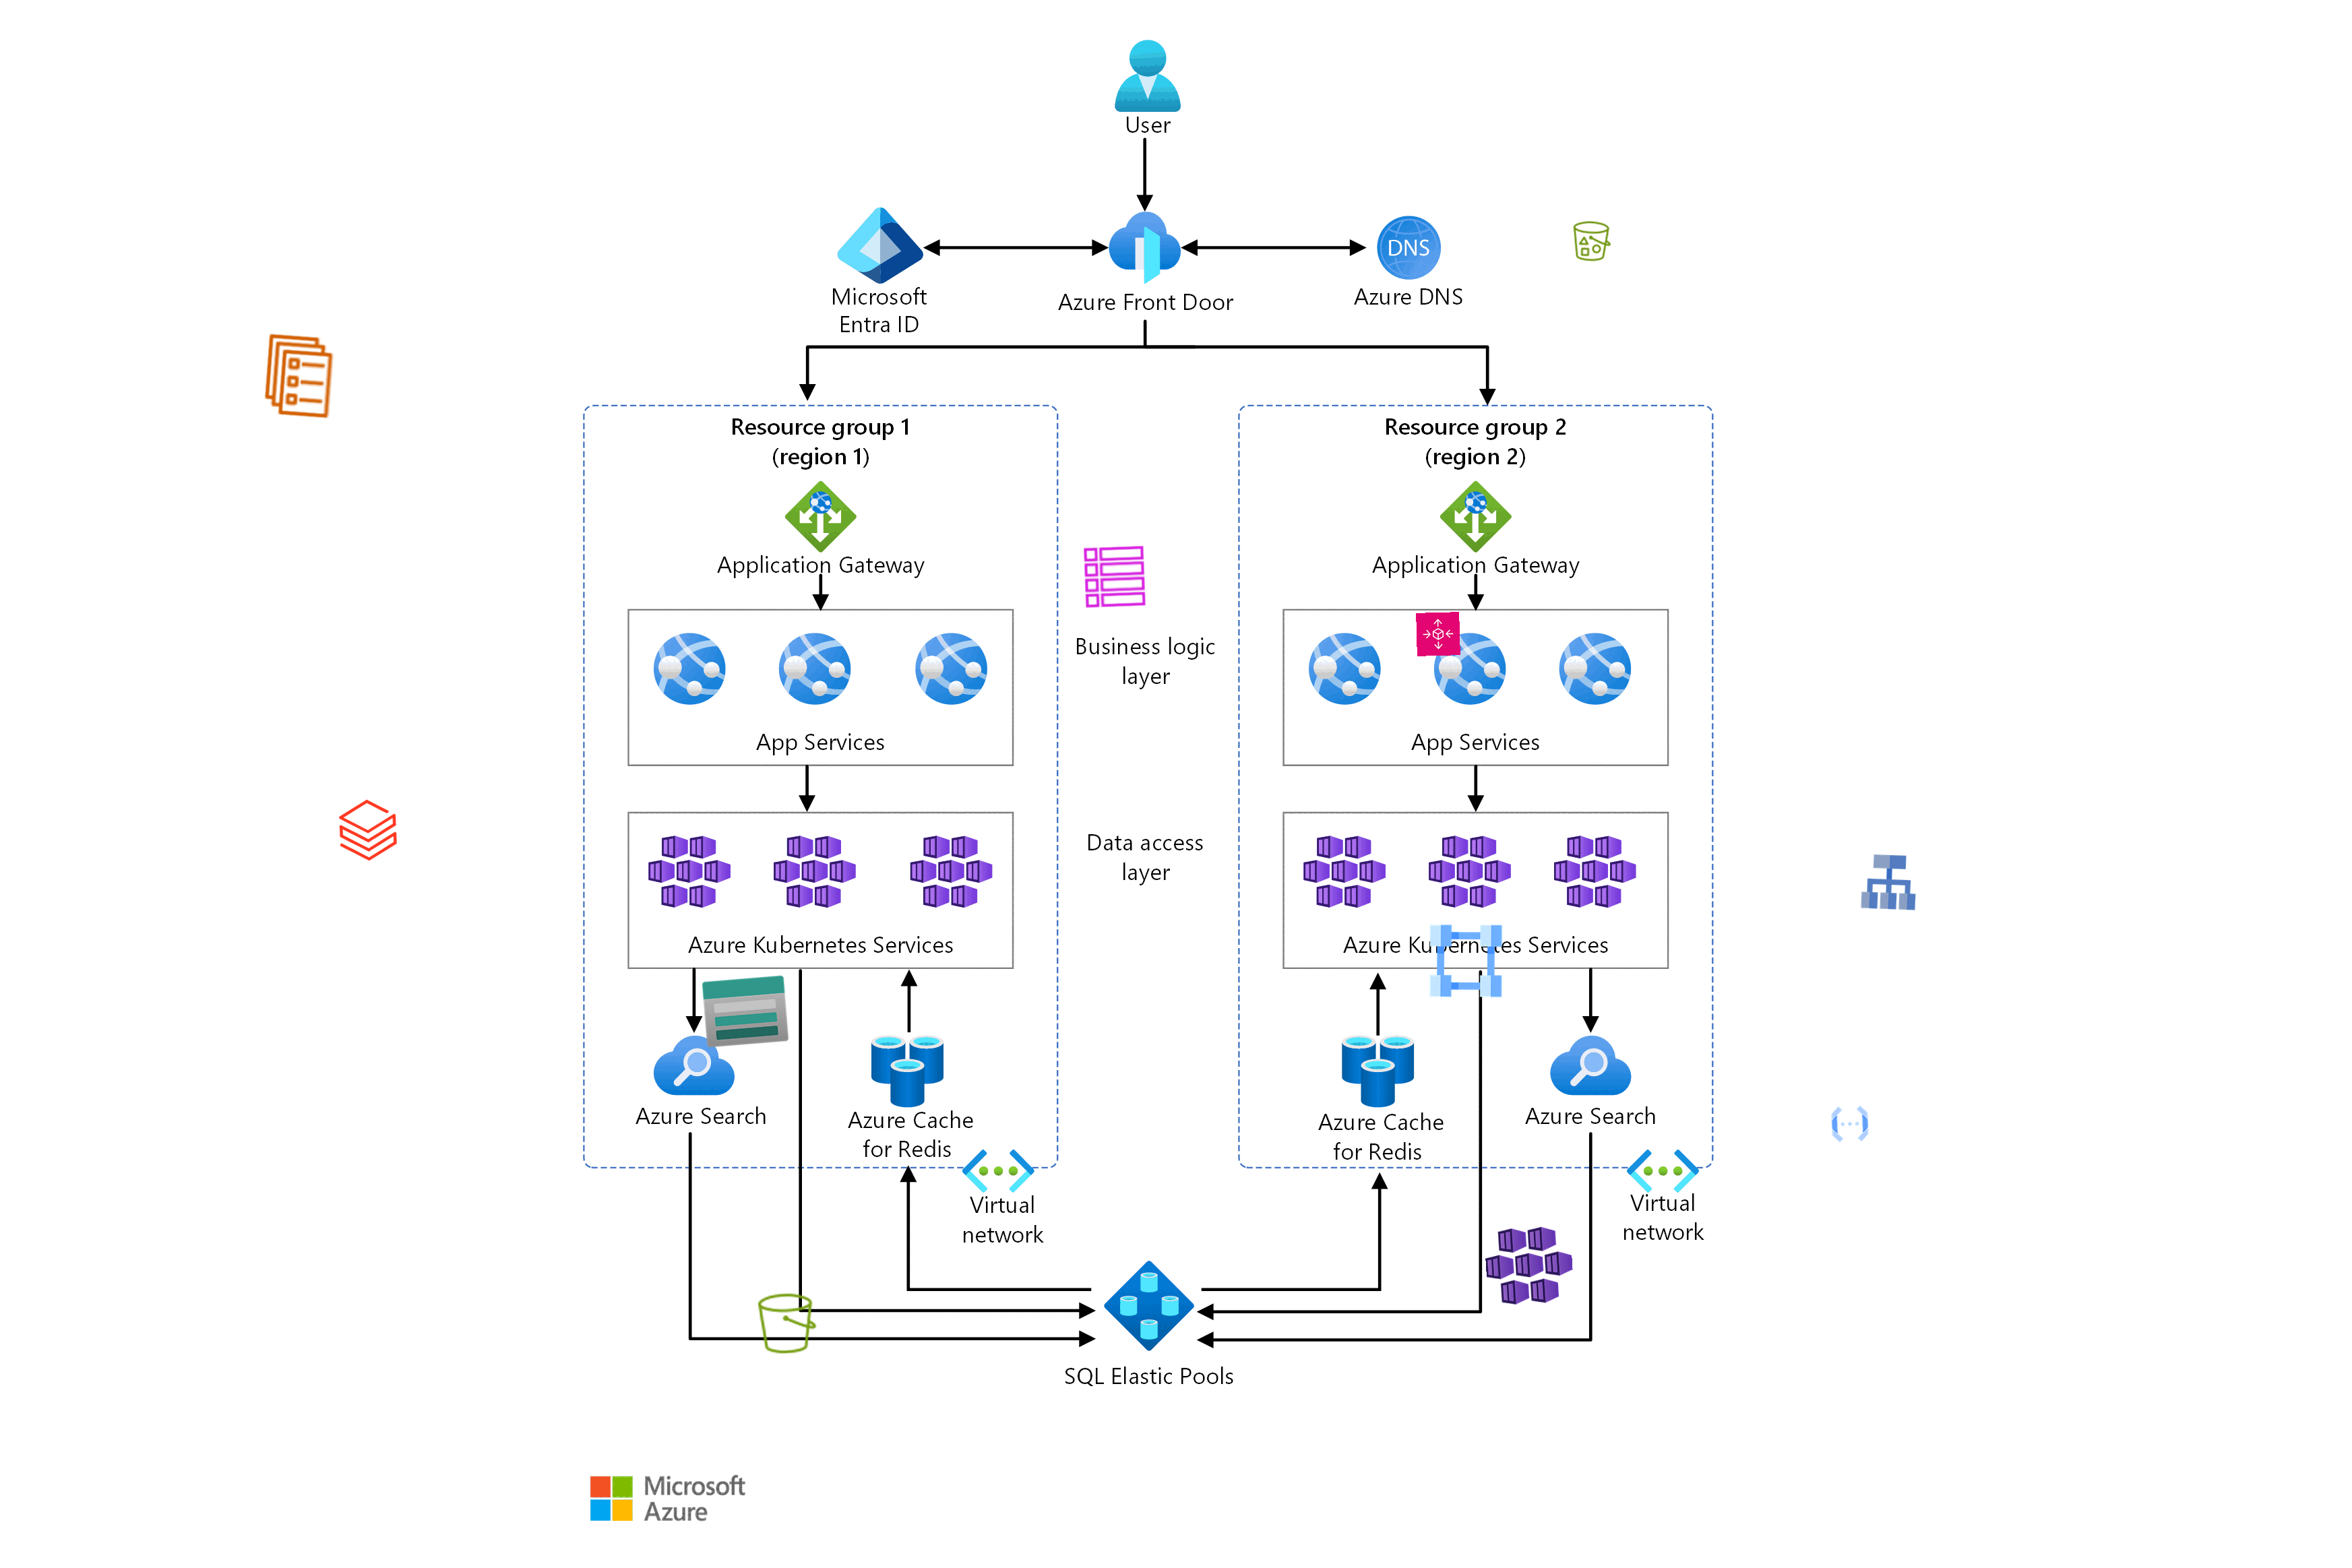 User
DNS
Microsoft
Entra ID
Azure Front Door
Azure DNS
Resource group 1
(region 1)
Resource group 2
(region 2)
Application Gateway
Application Gateway
Business logic
layer
App Services
App Services
Data access
layer
Azure Kubernetes Services
Azure Kubernetes Services
Azure Search
Azure Cache
for Redis
Azure Cache
for Redis
Azure Search
Virtual
network
Virtual
network
SQL Elastic Pools
Microsoft
Azure